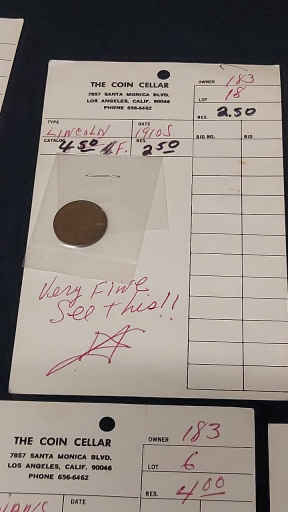 THE COIN CELLAR
7857 SANTA MONICA BLVD.
LOS ANGELES, CALIF. 90046
PHONE 656-6462
OWNER 183
LOT 18
RES. 2.50
TYPE LINCOLN
DATE 1910S
CATALOG 4.50 VF.
RES. 2.50
BID NO. BID
Very Fine
See this!!
THE COIN CELLAR
7857 SANTA MONICA BLVD.
LOS ANGELES, CALIF. 90046
PHONE 656-6462
OWNER 183
LOT 6
RES. 4.00
DATE